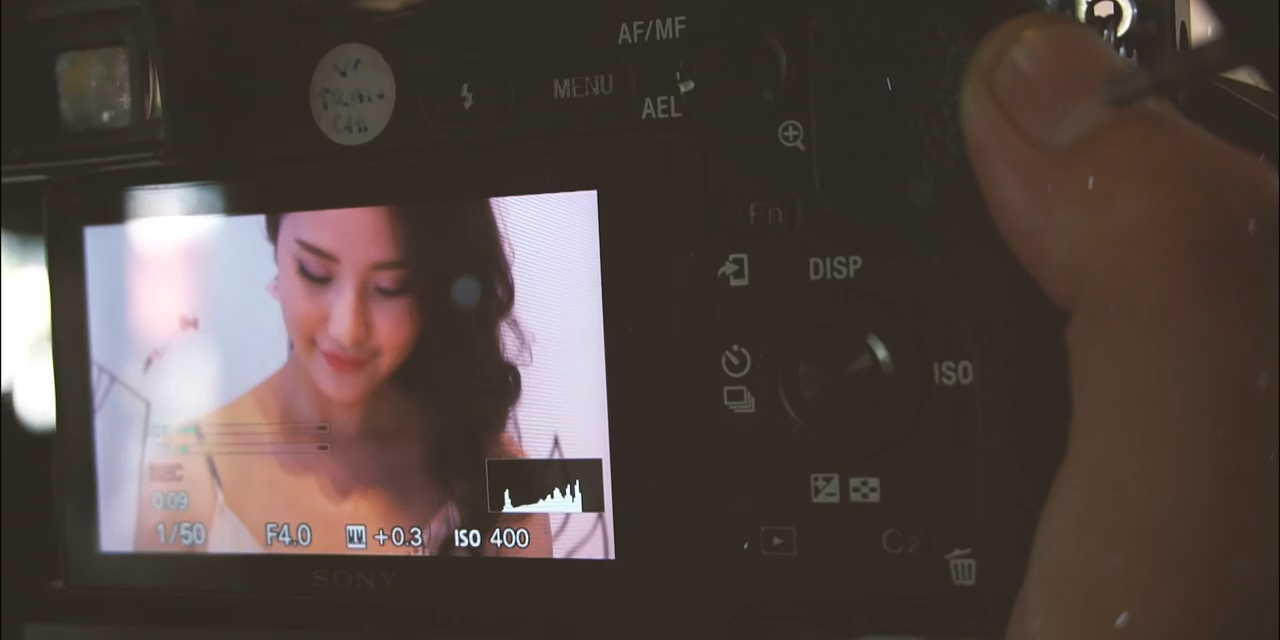 AF/MF
MENU
AEL
Fn
DISP
ISO
REC
0:09
1/50 F4.0 +0.3 ISO 400
C2
SONY